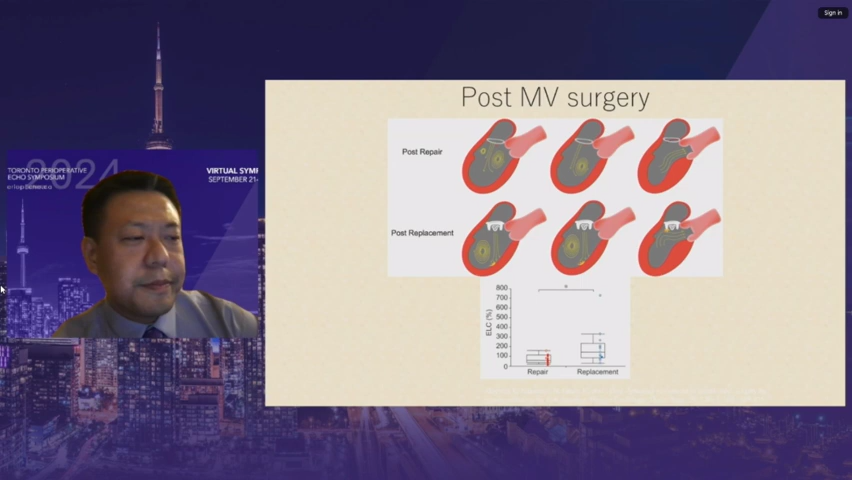 Sign in
Post MV surgery
Post Repair
Post Replacement
2024
TORONTO PERIOPERATIVE
ECHO SYMPOSIUM
VIRTUAL SYMP
SEPTEMBER 21-
ELC (%)
800
700
600
500
400
300
200
100
0
*
Repair
Replacement